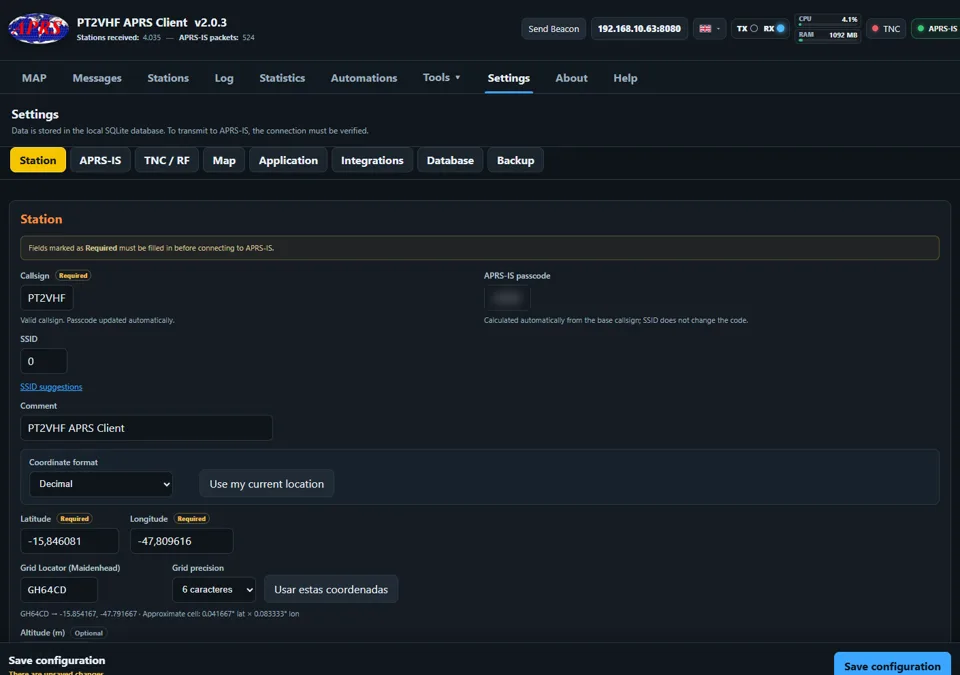 APRS
PT2VHF APRS Client v2.0.3
Stations received: 4.035 — APRS-IS packets: 524
Send Beacon
192.168.10.63:8080
TX RX
CPU 4.1%
RAM 1092 MB
TNC
APRS-IS
MAP Messages Stations Log Statistics Automations Tools ▼ Settings About Help
Settings
Data is stored in the local SQLite database. To transmit to APRS-IS, the connection must be verified.
Station APRS-IS TNC / RF Map Application Integrations Database Backup
Station
Fields marked as Required must be filled in before connecting to APRS-IS.
Callsign Required
APRS-IS passcode
PT2VHF
Valid callsign. Passcode updated automatically.
Calculated automatically from the base callsign; SSID does not change the code.
SSID
0
SSID suggestions
Comment
PT2VHF APRS Client
Coordinate format
Decimal
Use my current location
Latitude Required Longitude Required
-15,846081 -47,809616
Grid Locator (Maidenhead) Grid precision
GH64CD 6 caracteres Usar estas coordenadas
GH64CD — -15.854167, -47.791667 · Approximate cell: 0.041667° lat × 0.083333° lon
Altitude (m) Optional
Save configuration
There are unsaved changes
Save configuration